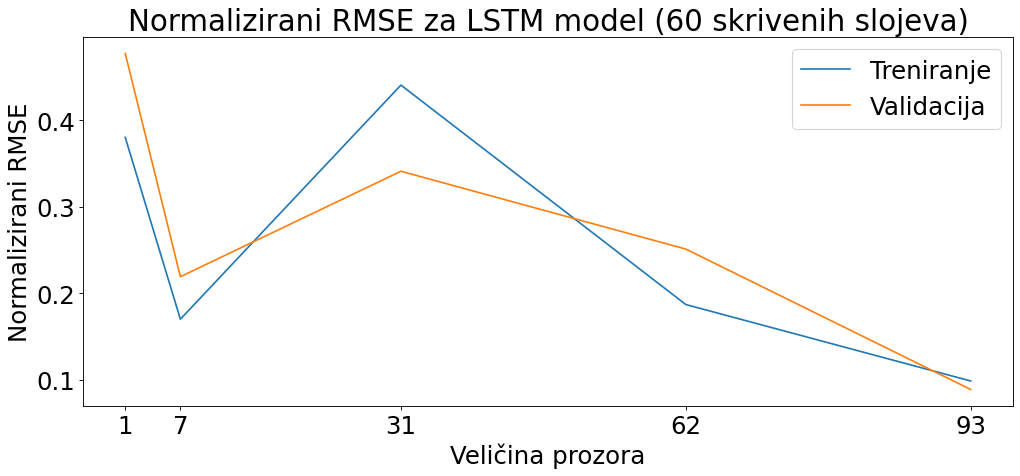 Normalizirani RMSE za LSTM model (60 skrivenih slojeva)
Treniranje
Validacija
Normalizirani RMSE
0.4
0.3
0.2
0.1
1 7 31 62 93
Veličina prozora